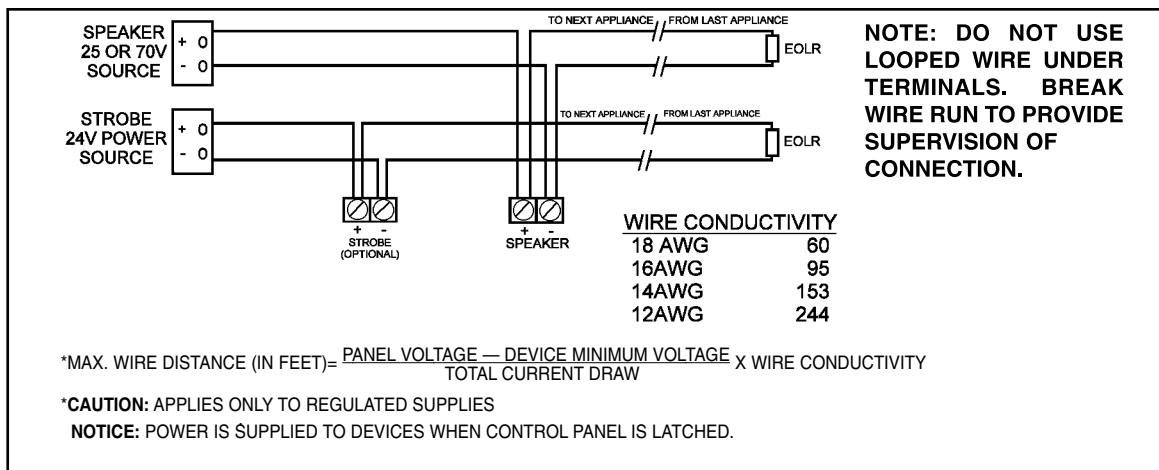 SPEAKER
25 OR 70V
SOURCE
+ O
- O
TO NEXT APPLIANCE
FROM LAST APPLIANCE
EOLR
STROBE
24V POWER
SOURCE
+ O
- O
TO NEXT APPLIANCE
FROM LAST APPLIANCE
EOLR
+ -
STROBE
(OPTIONAL)
+ -
SPEAKER
NOTE: DO NOT USE
LOOPED WIRE UNDER
TERMINALS. BREAK
WIRE RUN TO PROVIDE
SUPERVISION OF
CONNECTION.
WIRE CONDUCTIVITY
18 AWG 60
16AWG 95
14AWG 153
12AWG 244
*MAX. WIRE DISTANCE (IN FEET)= PANEL VOLTAGE — DEVICE MINIMUM VOLTAGE X WIRE CONDUCTIVITY
TOTAL CURRENT DRAW
*CAUTION: APPLIES ONLY TO REGULATED SUPPLIES
NOTICE: POWER IS SUPPLIED TO DEVICES WHEN CONTROL PANEL IS LATCHED.